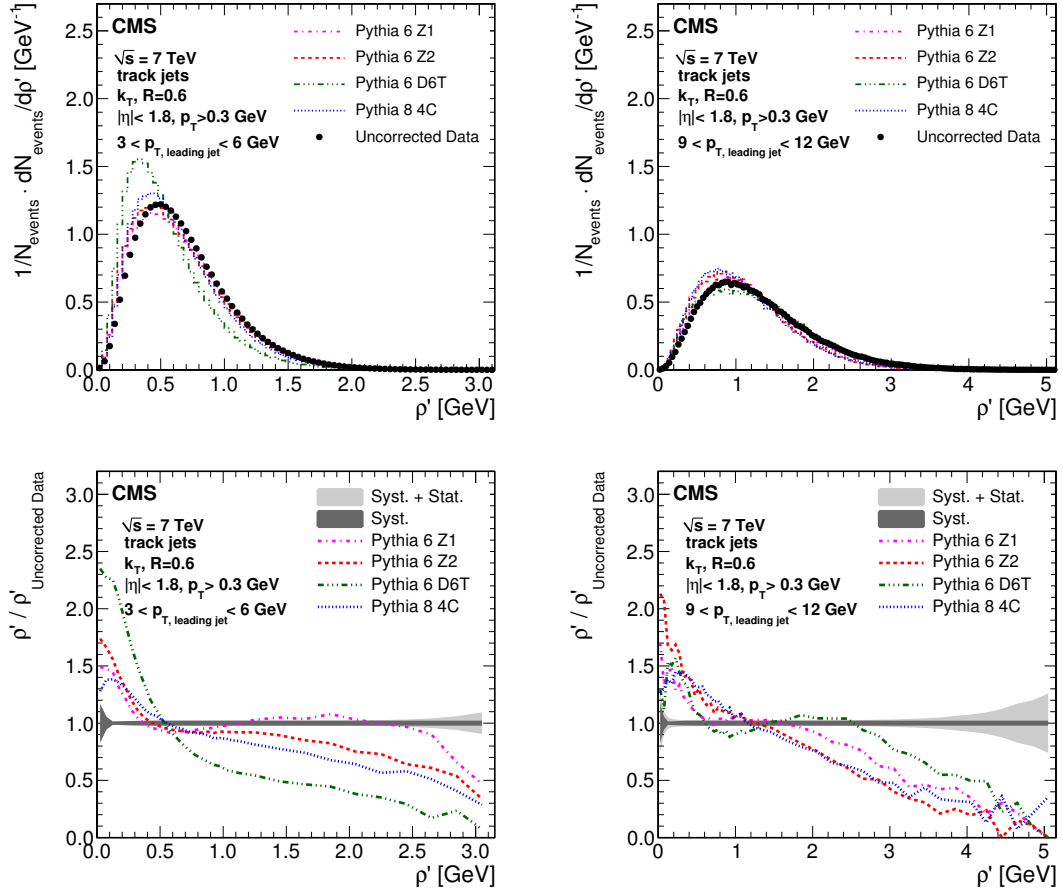 CMS
√s = 7 TeV
track jets
k_T, R=0.6
|η|< 1.8, p_T>0.3 GeV
3 < p_T, leading jet < 6 GeV
Pythia 6 Z1
Pythia 6 Z2
Pythia 6 D6T
Pythia 8 4C
Uncorrected Data
1/N_events · dN_events/dρ' [GeV⁻¹]
2.5
2.0
1.5
1.0
0.5
0.0
0.0 0.5 1.0 1.5 2.0 2.5 3.0
ρ' [GeV]
CMS
√s = 7 TeV
track jets
k_T, R=0.6
|η|< 1.8, p_T>0.3 GeV
9 < p_T, leading jet < 12 GeV
Pythia 6 Z1
Pythia 6 Z2
Pythia 6 D6T
Pythia 8 4C
Uncorrected Data
1/N_events · dN_events/dρ' [GeV⁻¹]
2.5
2.0
1.5
1.0
0.5
0.0
0 1 2 3 4 5
ρ' [GeV]
CMS
√s = 7 TeV
track jets
k_T, R=0.6
|η|< 1.8, p_T> 0.3 GeV
3 < p_T, leading jet < 6 GeV
Syst. + Stat.
Syst.
Pythia 6 Z1
Pythia 6 Z2
Pythia 6 D6T
Pythia 8 4C
ρ' / ρ'_Uncorrected Data
3.0
2.5
2.0
1.5
1.0
0.5
0.0
0.0 0.5 1.0 1.5 2.0 2.5 3.0
ρ' [GeV]
CMS
√s = 7 TeV
track jets
k_T, R=0.6
|η|< 1.8, p_T> 0.3 GeV
9 < p_T, leading jet < 12 GeV
Syst. + Stat.
Syst.
Pythia 6 Z1
Pythia 6 Z2
Pythia 6 D6T
Pythia 8 4C
ρ' / ρ'_Uncorrected Data
3.0
2.5
2.0
1.5
1.0
0.5
0.0
0 1 2 3 4 5
ρ' [GeV]